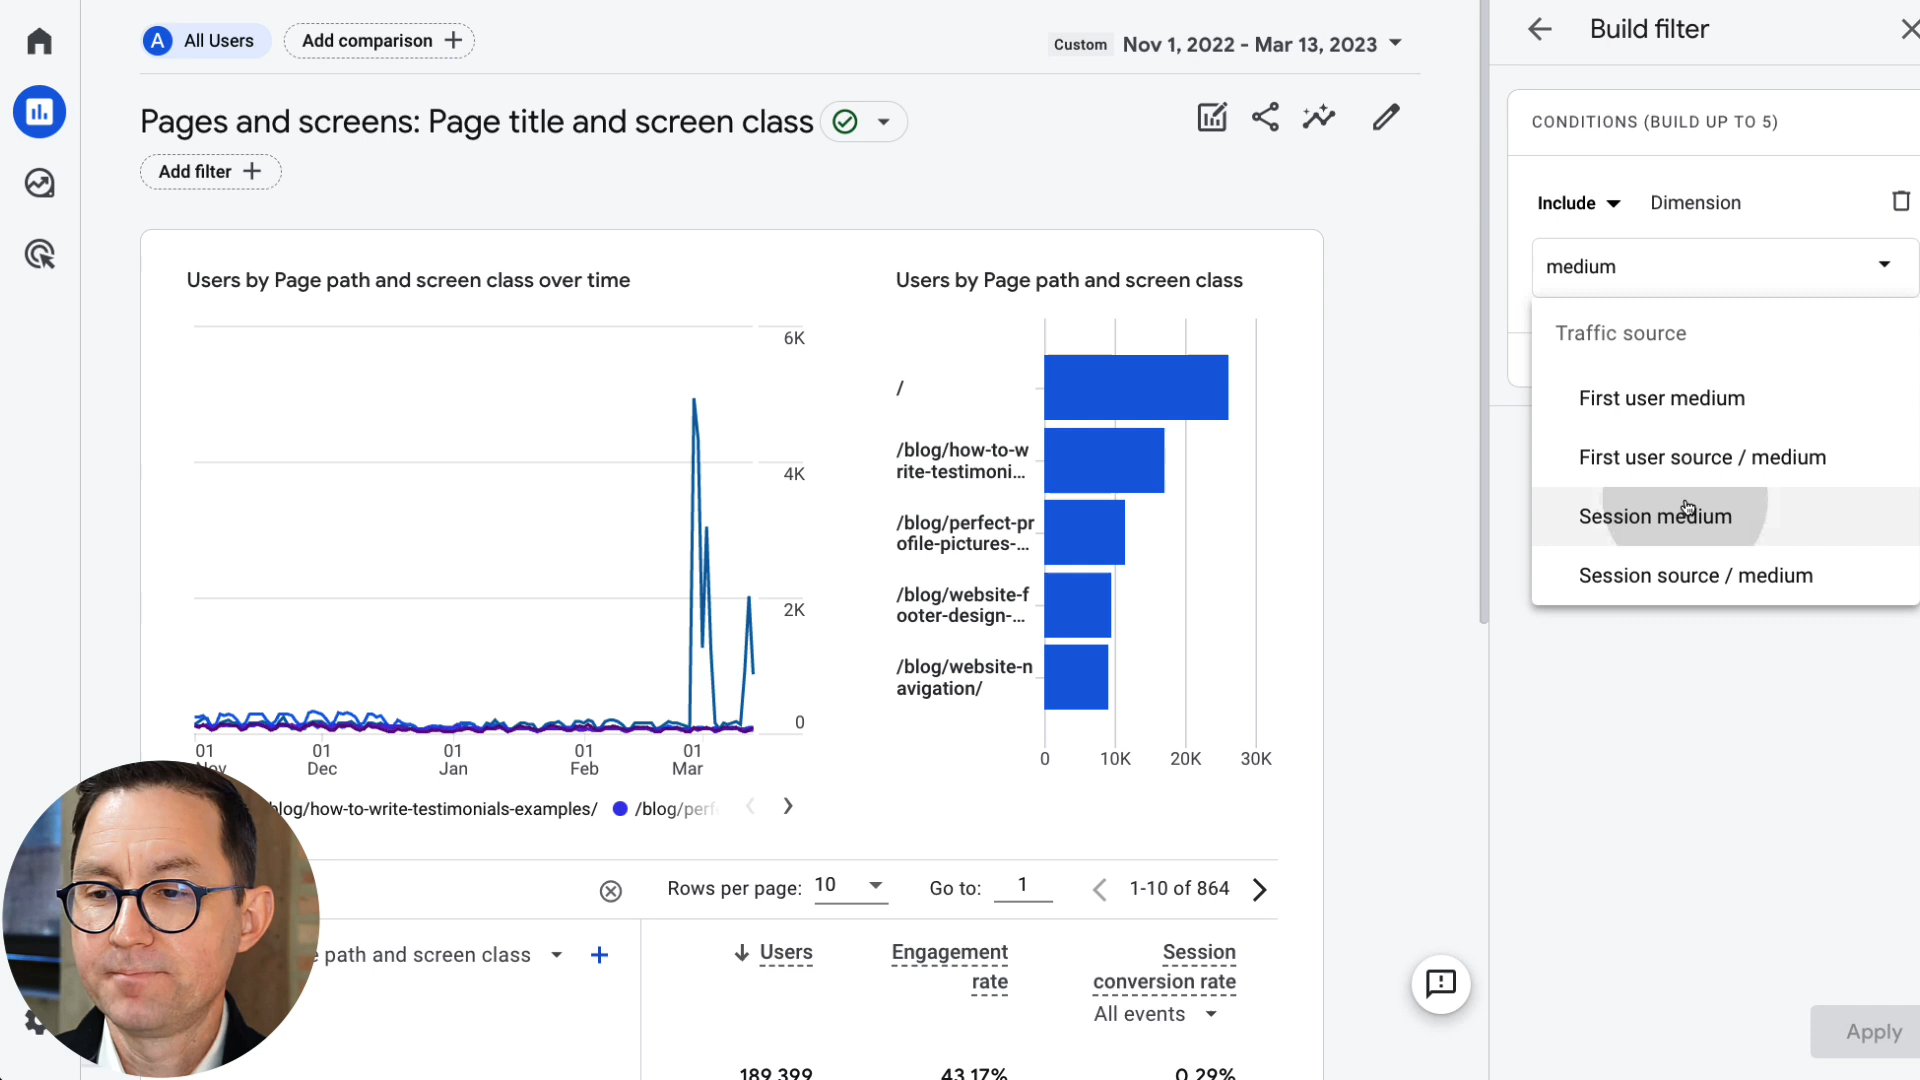 A All Users
Add comparison +
Custom Nov 1, 2022 - Mar 13, 2023
Pages and screens: Page title and screen class
Add filter +
Users by Page path and screen class over time
6K
4K
2K
0
01
Nov
01
Dec
01
Jan
01
Feb
01
Mar
blog/how-to-write-testimonials-examples/
/blog/perf
Users by Page path and screen class
/
/blog/how-to-w
rite-testimoni...
/blog/perfect-pr
ofile-pictures-...
/blog/website-f
ooter-design-...
/blog/website-n
avigation/
0 10K 20K 30K
Rows per page: 10 Go to: 1 1-10 of 864
path and screen class
Users
Engagement
rate
Session
conversion rate
All events
189,399 43.17% 0.29%
Build filter
CONDITIONS (BUILD UP TO 5)
Include Dimension
medium
Traffic source
First user medium
First user source / medium
Session medium
Session source / medium
Apply